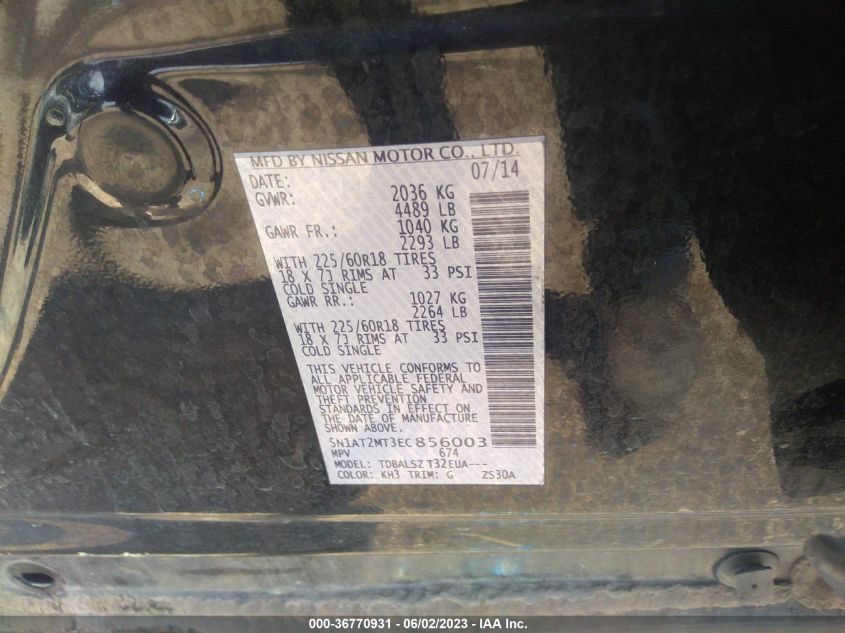 MFD BY NISSAN MOTOR CO., LTD.
DATE: 07/14
GVWR: 2036 KG
4489 LB
GAWR FR.: 1040 KG
2293 LB
WITH 225/60R18 TIRES
18 X 7J RIMS AT 33 PSI
COLD SINGLE
GAWR RR.: 1027 KG
2264 LB
WITH 225/60R18 TIRES
18 X 7J RIMS AT 33 PSI
COLD SINGLE
THIS VEHICLE CONFORMS TO
ALL APPLICABLE FEDERAL
MOTOR VEHICLE SAFETY AND
THEFT PREVENTION
STANDARDS IN EFFECT ON
THE DATE OF MANUFACTURE
SHOWN ABOVE.
5N1AT2MT3EC856003
MPV 674
MODEL: TDBALSZ T32EUA---
COLOR: KH3 TRIM: G ZS30A
000-36770931 - 06/02/2023 - IAA Inc.